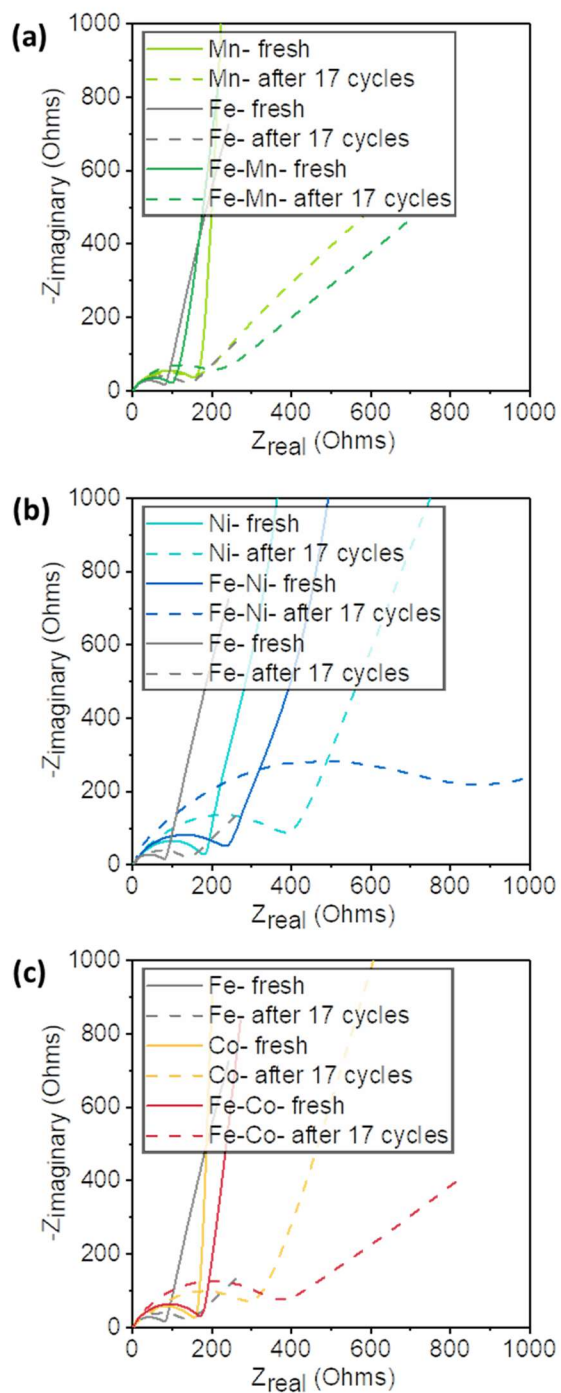 (a)
1000
800
600
400
200
0
-Zimaginary (Ohms)
Mn- fresh
Mn- after 17 cycles
Fe- fresh
Fe- after 17 cycles
Fe-Mn- fresh
Fe-Mn- after 17 cycles
0 200 400 600 800 1000
Zreal (Ohms)
(b)
1000
800
600
400
200
0
-Zimaginary (Ohms)
Ni- fresh
Ni- after 17 cycles
Fe-Ni- fresh
Fe-Ni- after 17 cycles
Fe- fresh
Fe- after 17 cycles
0 200 400 600 800 1000
Zreal (Ohms)
(c)
1000
800
600
400
200
0
-Zimaginary (Ohms)
Fe- fresh
Fe- after 17 cycles
Co- fresh
Co- after 17 cycles
Fe-Co- fresh
Fe-Co- after 17 cycles
0 200 400 600 800 1000
Zreal (Ohms)